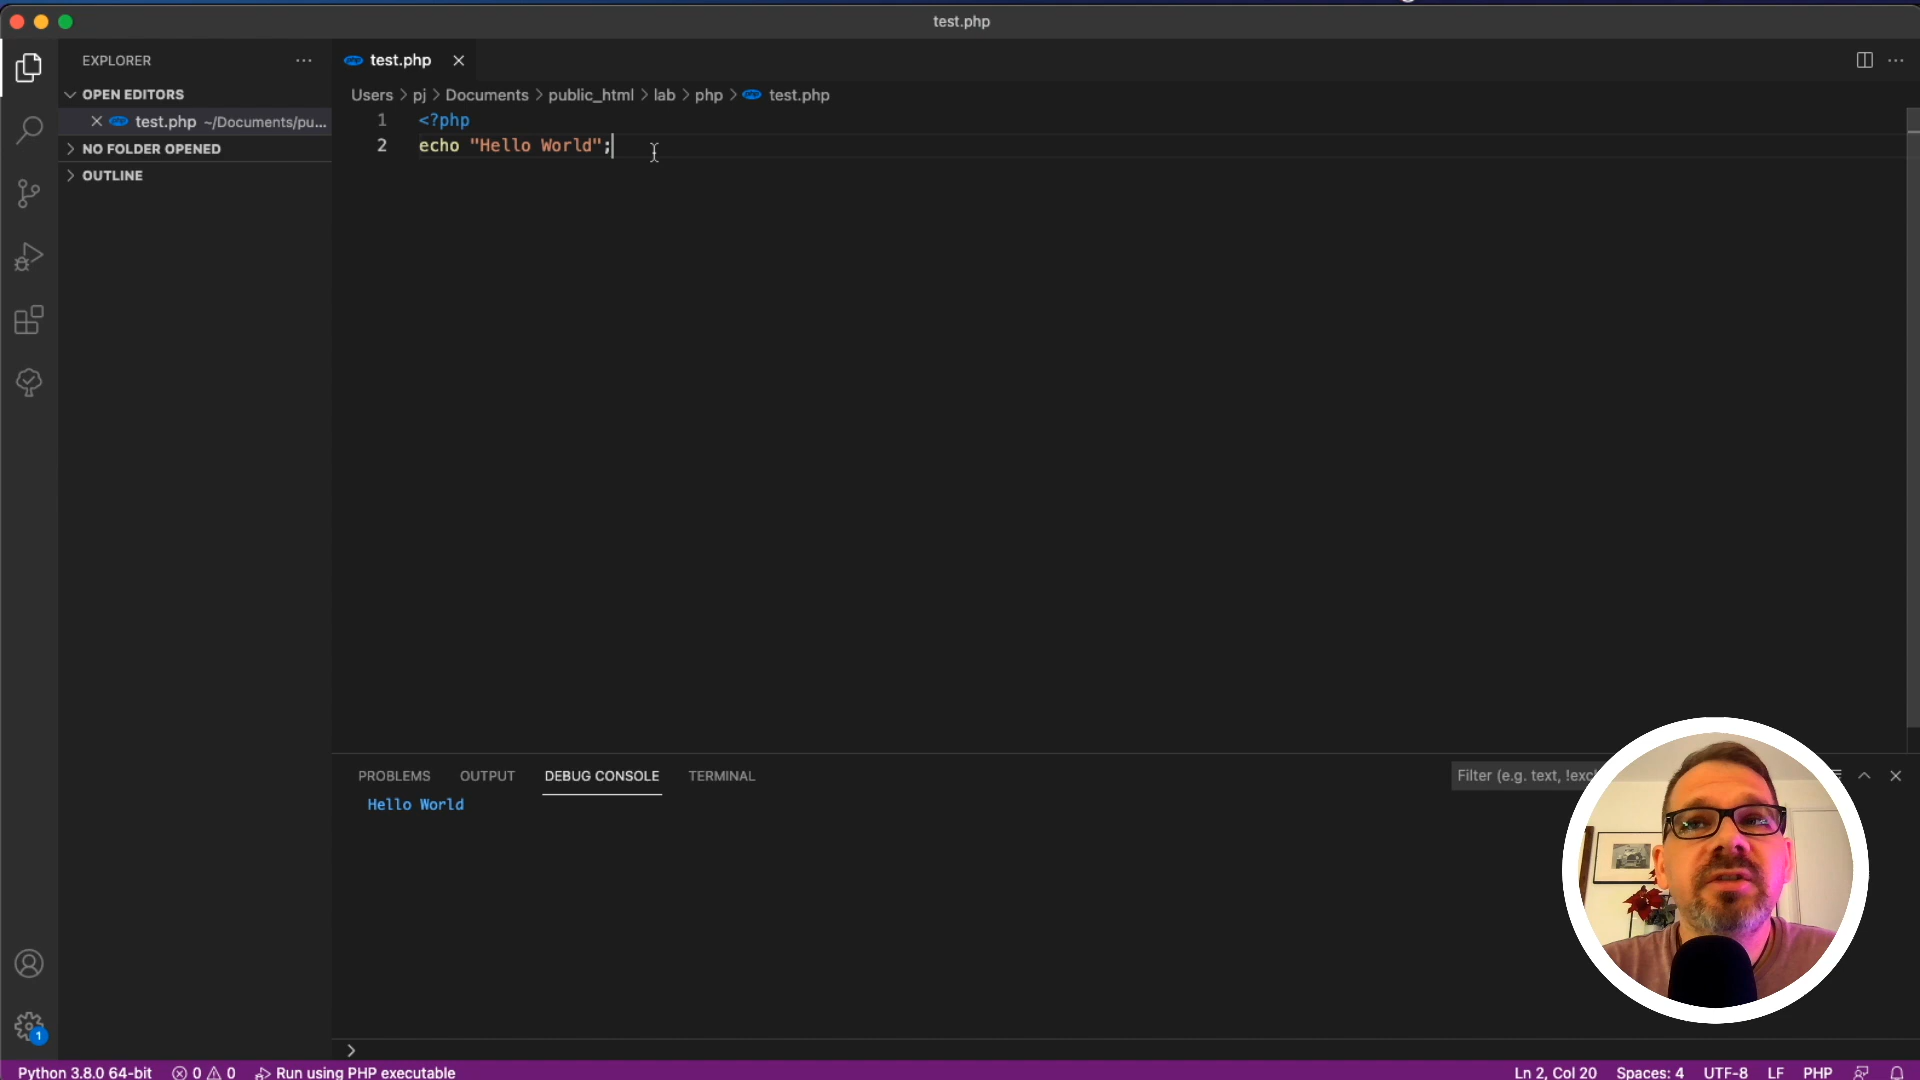 test.php
EXPLORER
OPEN EDITORS
test.php ~/Documents/pu...
NO FOLDER OPENED
OUTLINE
test.php
Users > pj > Documents > public_html > lab > php > test.php
1 <?php
2 echo "Hello World";
PROBLEMS OUTPUT DEBUG CONSOLE TERMINAL
Filter (e.g. text, !exc
Hello World
>
1
Python 3.8.0 64-bit 0 0 Run using PHP executable
Ln 2, Col 20 Spaces: 4 UTF-8 LF PHP